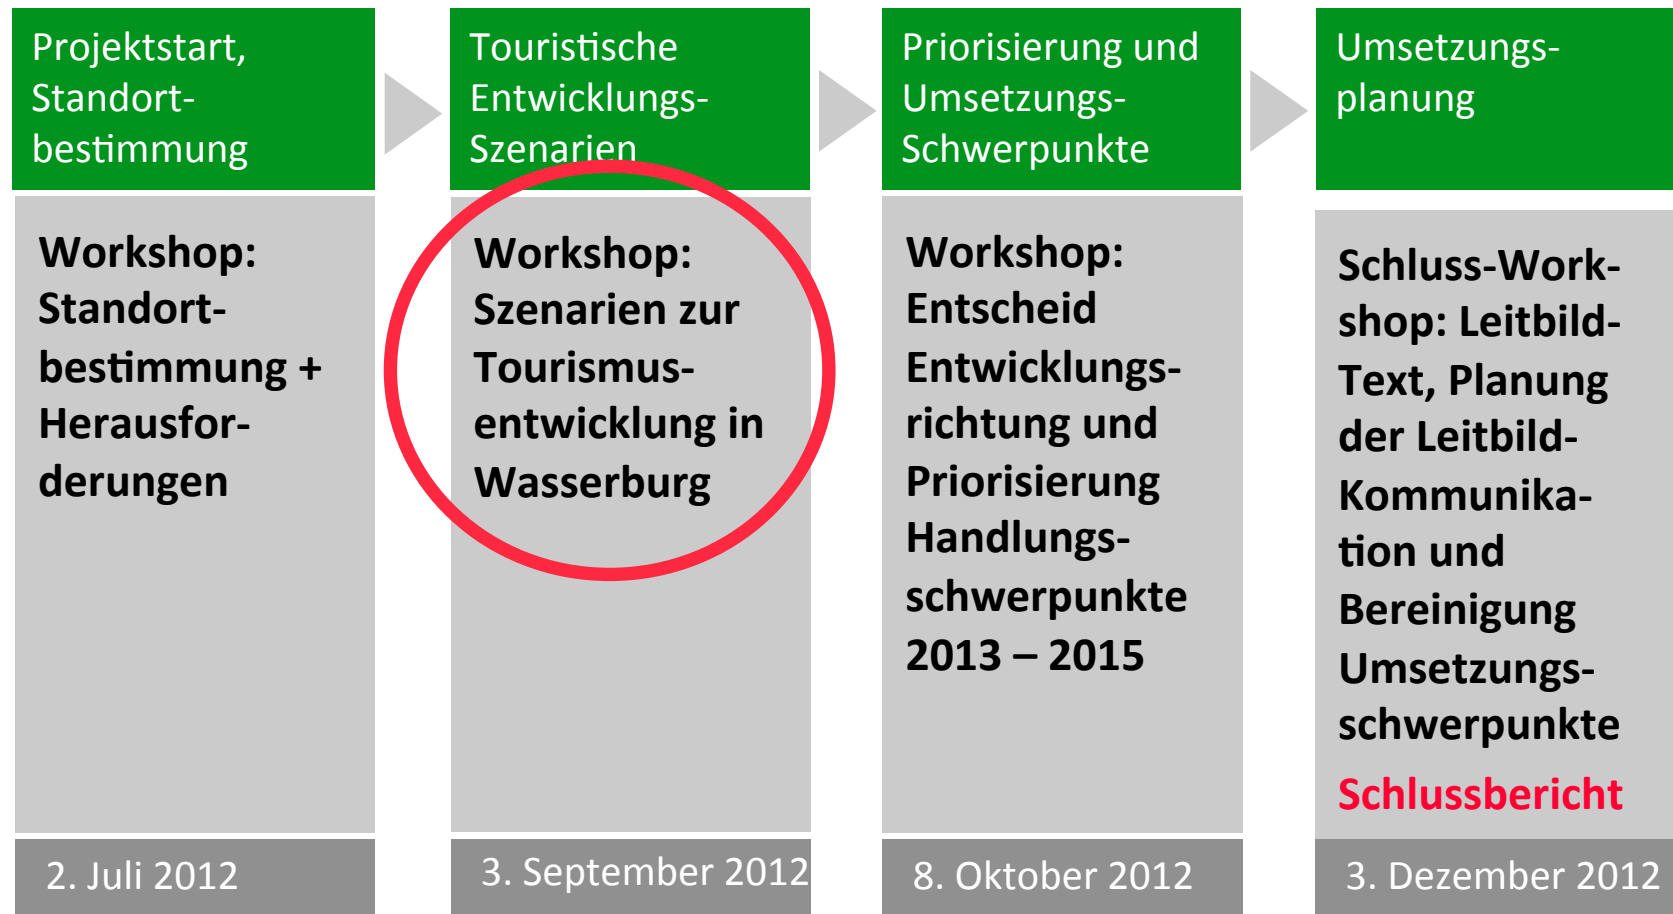 Projektstart,
Standort-
bestimmung
Workshop:
Standort-
bestimmung +
Herausfor-
derungen
2. Juli 2012
Touristische
Entwicklungs-
Szenarien
Workshop:
Szenarien zur
Tourismus-
entwicklung in
Wasserburg
3. September 2012
Priorisierung und
Umsetzungs-
Schwerpunkte
Workshop:
Entscheid
Entwicklungs-
richtung und
Priorisierung
Handlungs-
schwerpunkte
2013 – 2015
8. Oktober 2012
Umsetzungs-
planung
Schluss-Work-
shop: Leitbild-
Text, Planung
der Leitbild-
Kommunika-
tion und
Bereinigung
Umsetzungs-
schwerpunkte
Schlussbericht
3. Dezember 2012